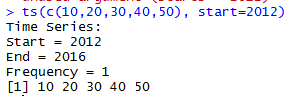 > ts(c(10,20,30,40,50), start=2012)
Time Series:
Start = 2012
End = 2016
Frequency = 1
[1] 10 20 30 40 50